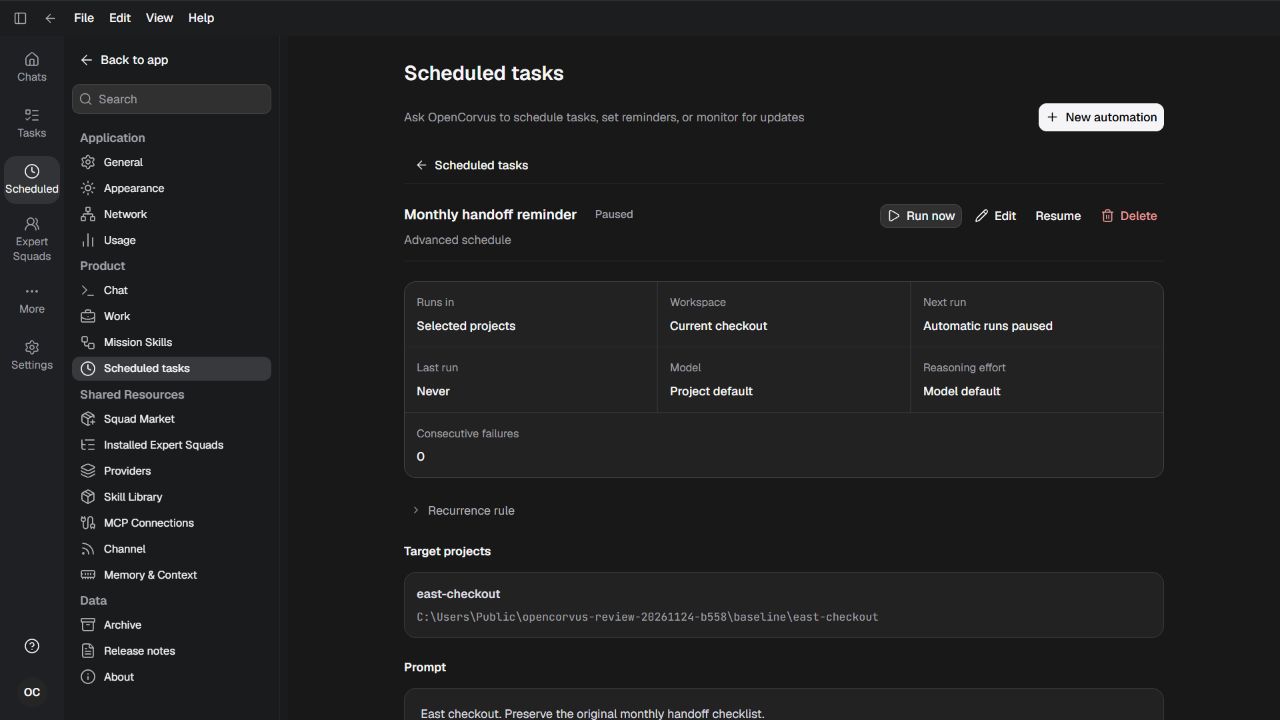 File Edit View Help
Chats
Tasks
Scheduled
Expert
Squads
More
Settings
OC
Back to app
Search
Application
General
Appearance
Network
Usage
Product
Chat
Work
Mission Skills
Scheduled tasks
Shared Resources
Squad Market
Installed Expert Squads
Providers
Skill Library
MCP Connections
Channel
Memory & Context
Data
Archive
Release notes
About
Scheduled tasks
Ask OpenCorvus to schedule tasks, set reminders, or monitor for updates
New automation
Scheduled tasks
Monthly handoff reminder Paused
Run now Edit Resume Delete
Advanced schedule
Runs in
Selected projects
Workspace
Current checkout
Next run
Automatic runs paused
Last run
Never
Model
Project default
Reasoning effort
Model default
Consecutive failures
0
Recurrence rule
Target projects
east-checkout
C:\Users\Public\opencorvus-review-20261124-b558\baseline\east-checkout
Prompt
East checkout. Preserve the original monthly handoff checklist.